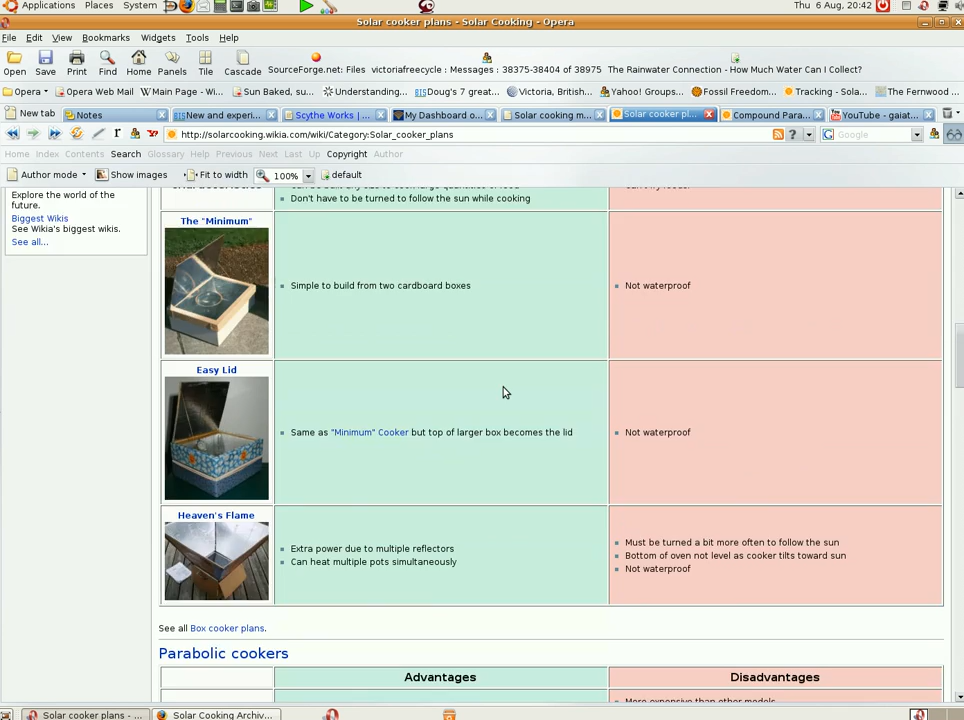 Applications Places System Thu 6 Aug, 20:42
Solar cooker plans - Solar Cooking - Opera
File Edit View Bookmarks Widgets Tools Help
Open Save Print Find Home Panels Tile Cascade SourceForge.net: Files victoriafreecycle : Messages : 38375-38404 of 38975 The Rainwater Connection - How Much Water Can I Collect?
Opera Opera Web Mail Main Page - Wi... Sun Baked, su... Understanding... BIS Doug's 7 great... Victoria, British... Yahoo! Groups... Fossil Freedom... Tracking - Sola... The Fernwood
New tab Notes BIS New and experi... Scythe Works | ... My Dashboard o... Solar cooking m... Solar cooker pl... Compound Para... YouTube - gaiat...
http://solarcooking.wikia.com/wiki/Category:Solar_cooker_plans Google
Home Index Contents Search Glossary Help Previous Next Last Up Copyright Author
Author mode Show images Fit to width 100% default
Explore the world of the
future.
Biggest Wikis
See Wikia's biggest wikis.
See all...
Don't have to be turned to follow the sun while cooking
The "Minimum"
Simple to build from two cardboard boxes
Not waterproof
Easy Lid
Same as "Minimum" Cooker but top of larger box becomes the lid
Not waterproof
Heaven's Flame
Extra power due to multiple reflectors
Can heat multiple pots simultaneously
Must be turned a bit more often to follow the sun
Bottom of oven not level as cooker tilts toward sun
Not waterproof
See all Box cooker plans.
Parabolic cookers
Advantages Disadvantages
More expensive than other models
Solar cooker plans - ... Solar Cooking Archiv...